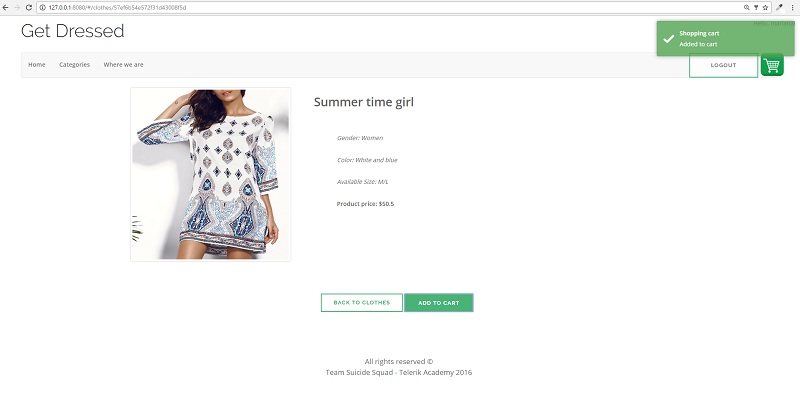 127.0.0.1:8080/#/clothes/57ef6b54e572f31d43008f5d
Get Dressed
Shopping cart
Added to cart
Home
Categories
Where we are
LOGOUT
Summer time girl
Gender: Women
Color: White and blue
Available Size: M/L
Product price: $50.5
BACK TO CLOTHES
ADD TO CART
All rights reserved ©
Team Suicide Squad - Telerik Academy 2016